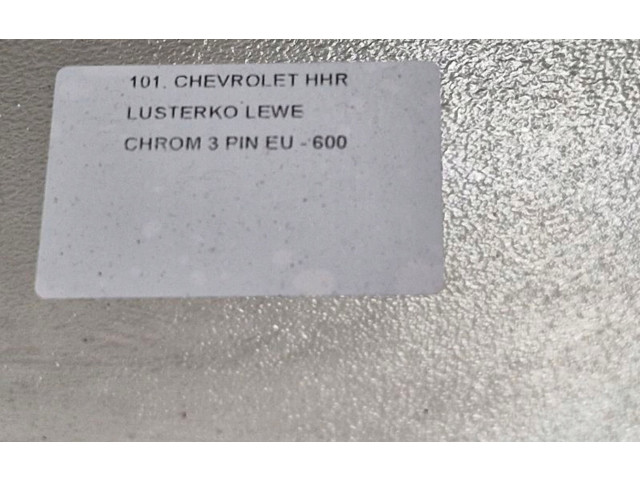 101. CHEVROLET HHR
LUSTERKO LEWE
CHROM 3 PIN EU - 600